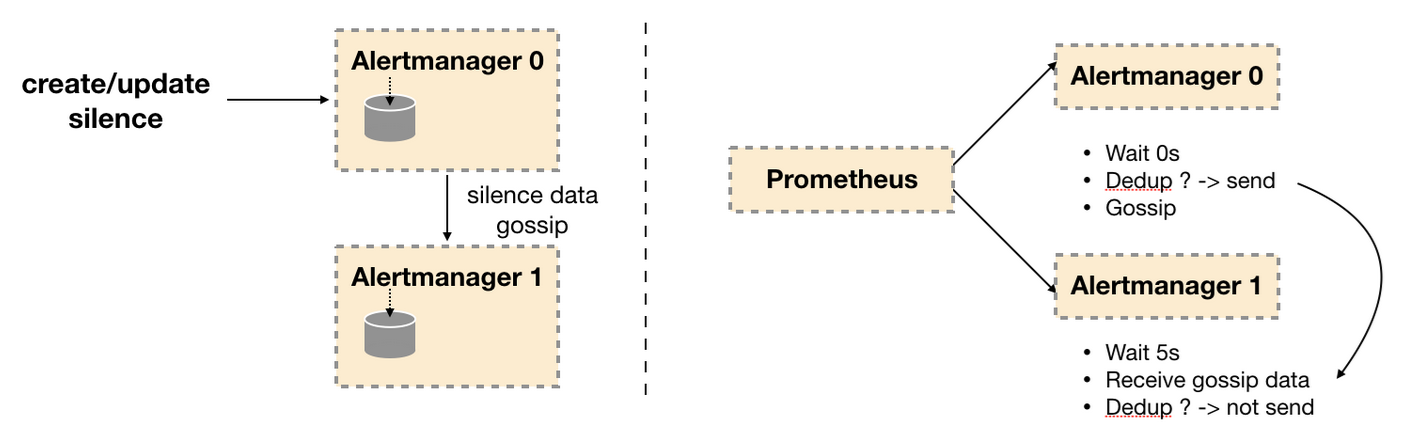 create/update
silence
Alertmanager 0
silence data
gossip
Alertmanager 1
Prometheus
Alertmanager 0
• Wait 0s
• Dedup ? -> send
• Gossip
Alertmanager 1
• Wait 5s
• Receive gossip data
• Dedup ? -> not send